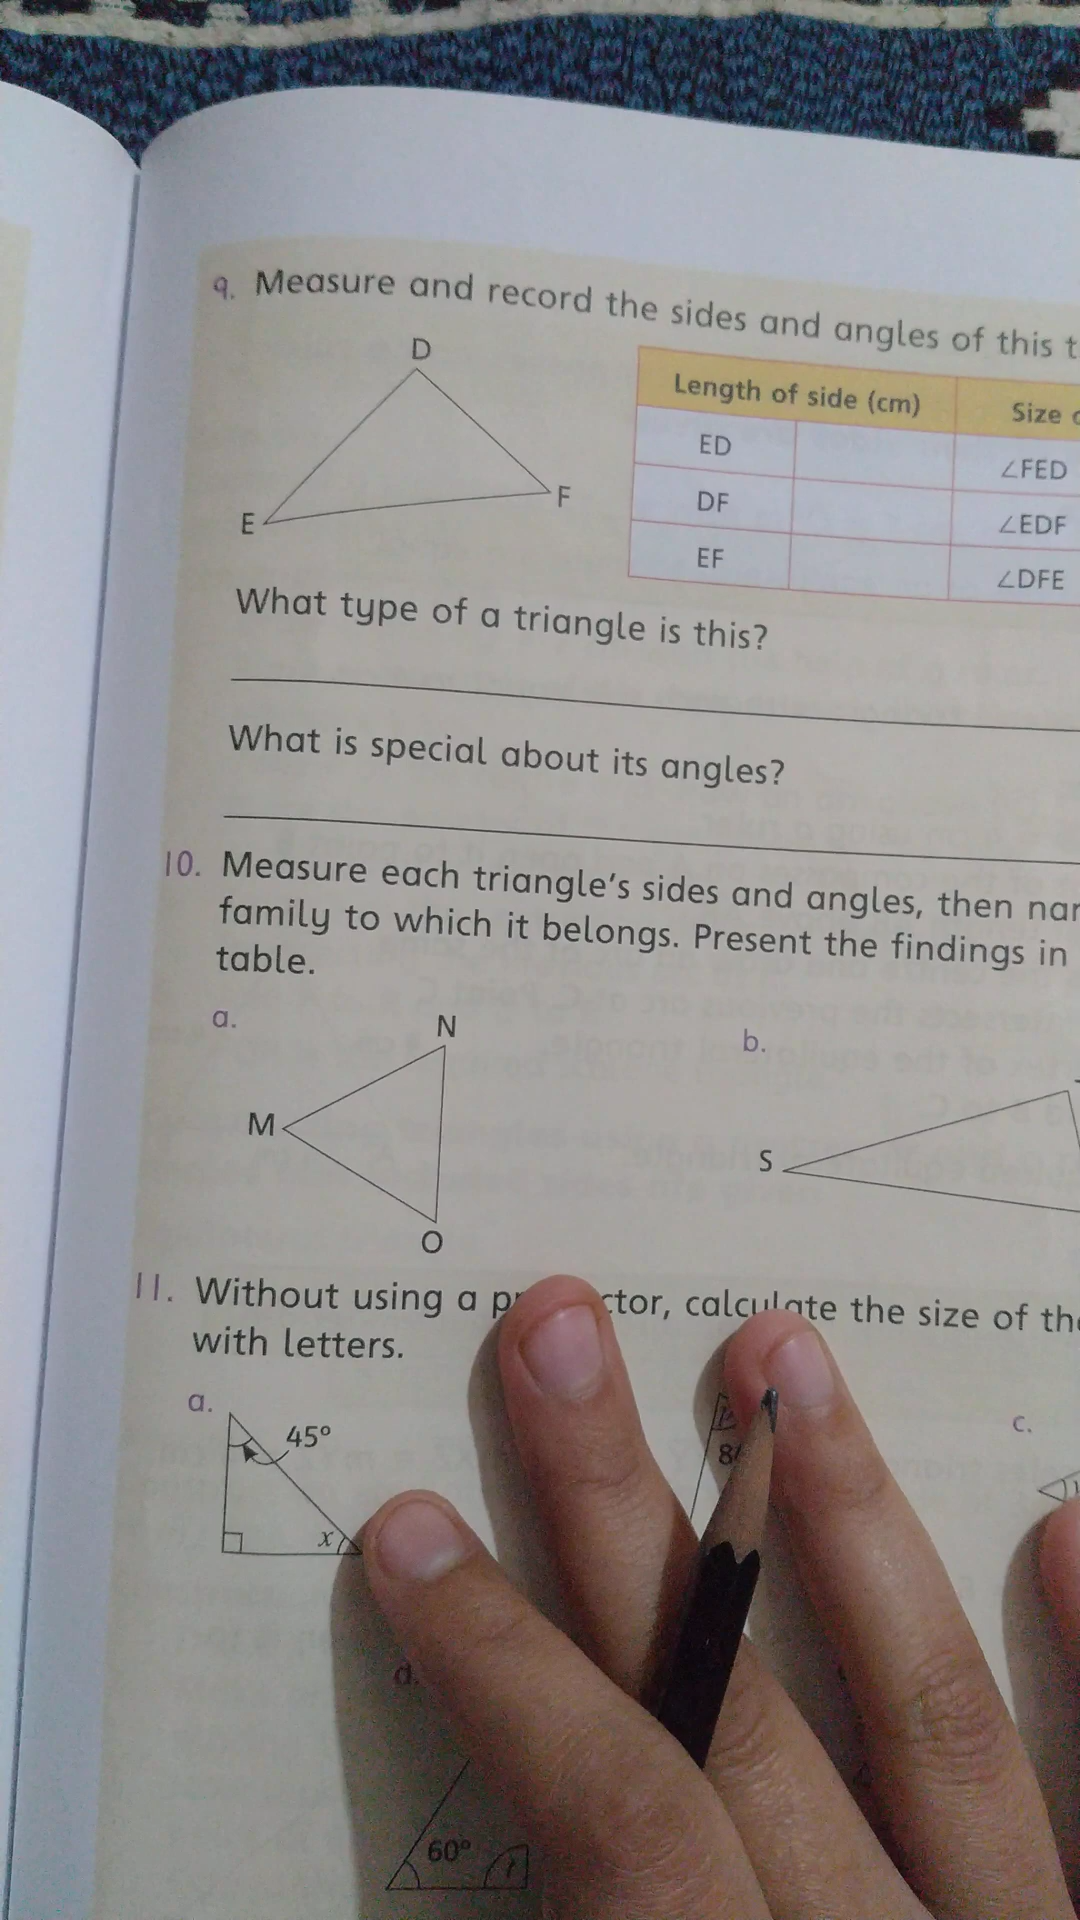 9. Measure and record the sides and angles of this
D
E
F
Length of side (cm)
Size
ED
∠FED
DF
∠EDF
EF
∠DFE
What type of a triangle is this?
What is special about its angles?
10. Measure each triangle's sides and angles, then
family to which it belongs. Present the findings in
table.
a.
N
M
O
b.
S
11. Without using a calculate the size of
with letters.
a.
45°
x
c.
d.
60°